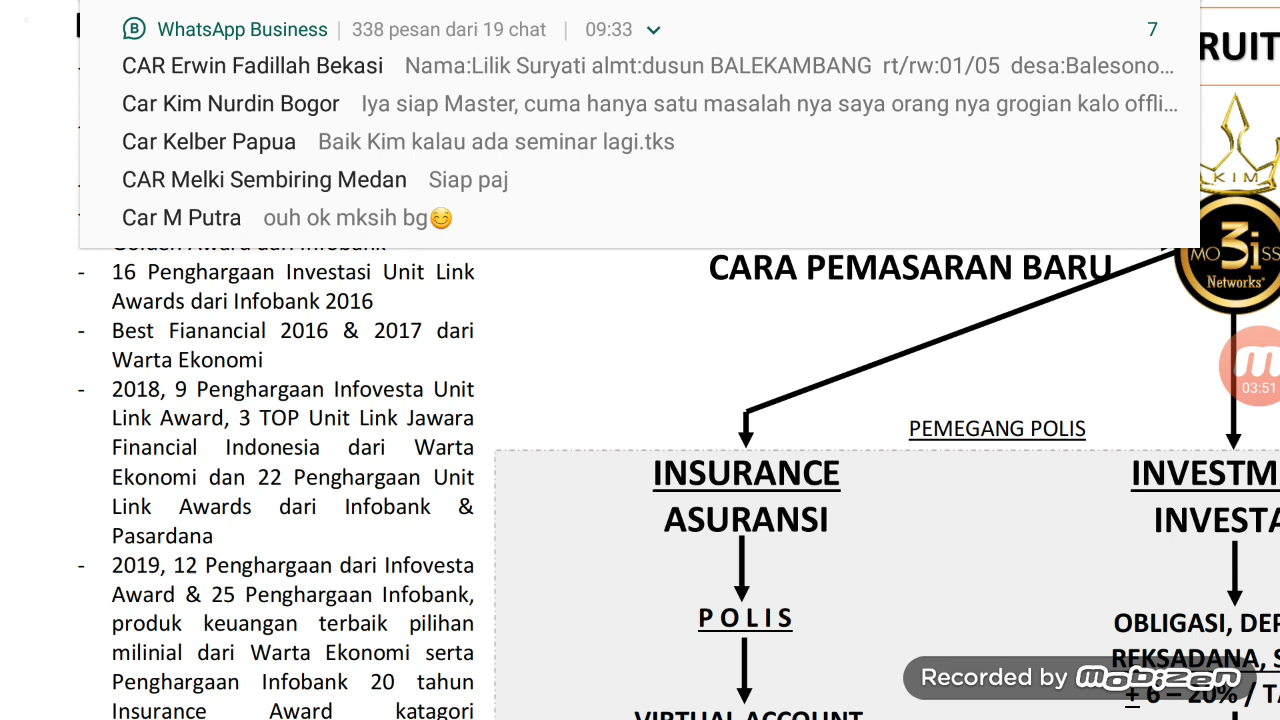 WhatsApp Business | 338 pesan dari 19 chat | 09:33
7
CAR Erwin Fadillah Bekasi Nama:Lilik Suryati almt:dusun BALEKAMBANG rt/rw:01/05 desa:Balesono...
Car Kim Nurdin Bogor Iya siap Master, cuma hanya satu masalah nya saya orang nya grogian kalo offli...
Car Kelber Papua Baik Kim kalau ada seminar lagi.tks
CAR Melki Sembiring Medan Siap paj
Car M Putra ouh ok mksih bg😊
RUIT
KIM
MO3iSS
Networks
- 16 Penghargaan Investasi Unit Link
Awards dari Infobank 2016
- Best Fianancial 2016 & 2017 dari
Warta Ekonomi
- 2018, 9 Penghargaan Infovesta Unit
Link Award, 3 TOP Unit Link Jawara
Financial Indonesia dari Warta
Ekonomi dan 22 Penghargaan Unit
Link Awards dari Infobank &
Pasardana
- 2019, 12 Penghargaan dari Infovesta
Award & 25 Penghargaan Infobank,
produk keuangan terbaik pilihan
milinial dari Warta Ekonomi serta
Penghargaan Infobank 20 tahun
Insurance Award katagori
CARA PEMASARAN BARU
03:51
PEMEGANG POLIS
INSURANCE
ASURANSI
POLIS
VIRTUAL ACCOUNT
INVESTM
INVESTA
OBLIGASI, DEP
REKSADANA, S
+ 6 – 20% / TA
Recorded by mobizen